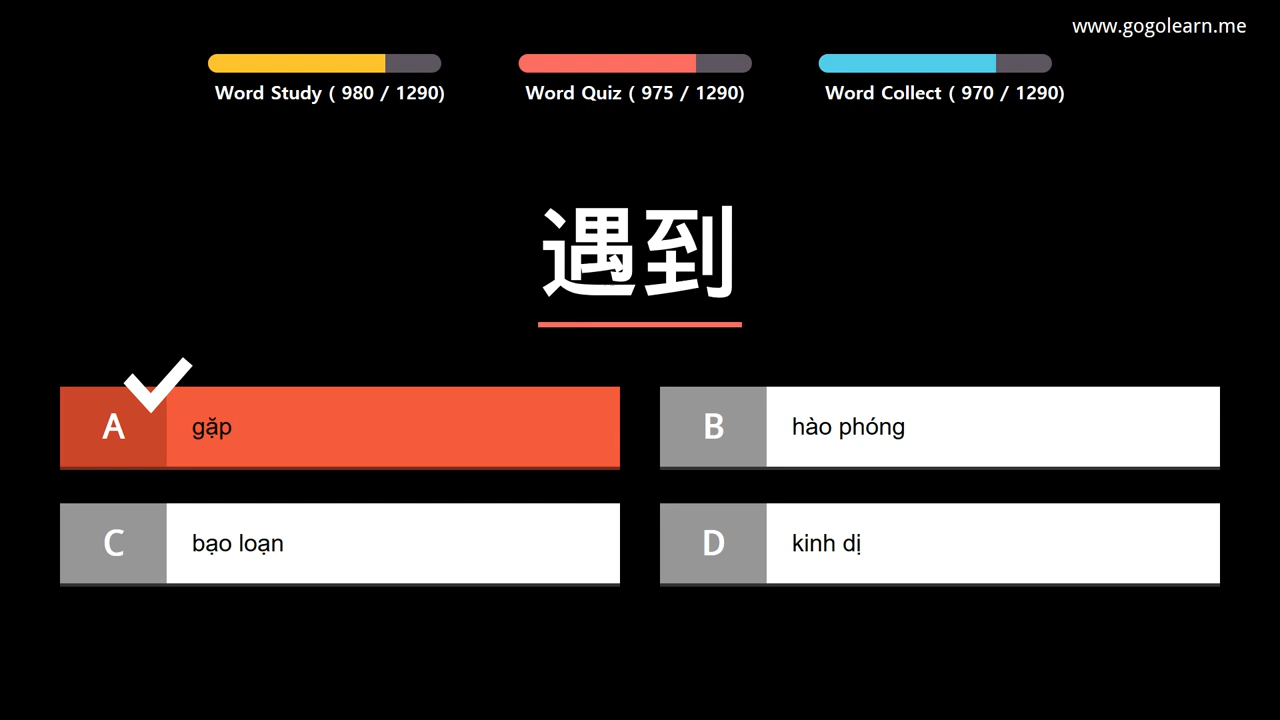 www.gogolearn.me
Word Study ( 980 / 1290)
Word Quiz ( 975 / 1290)
Word Collect ( 970 / 1290)
遇到
A
gặp
B
hào phóng
C
bạo loạn
D
kinh dị